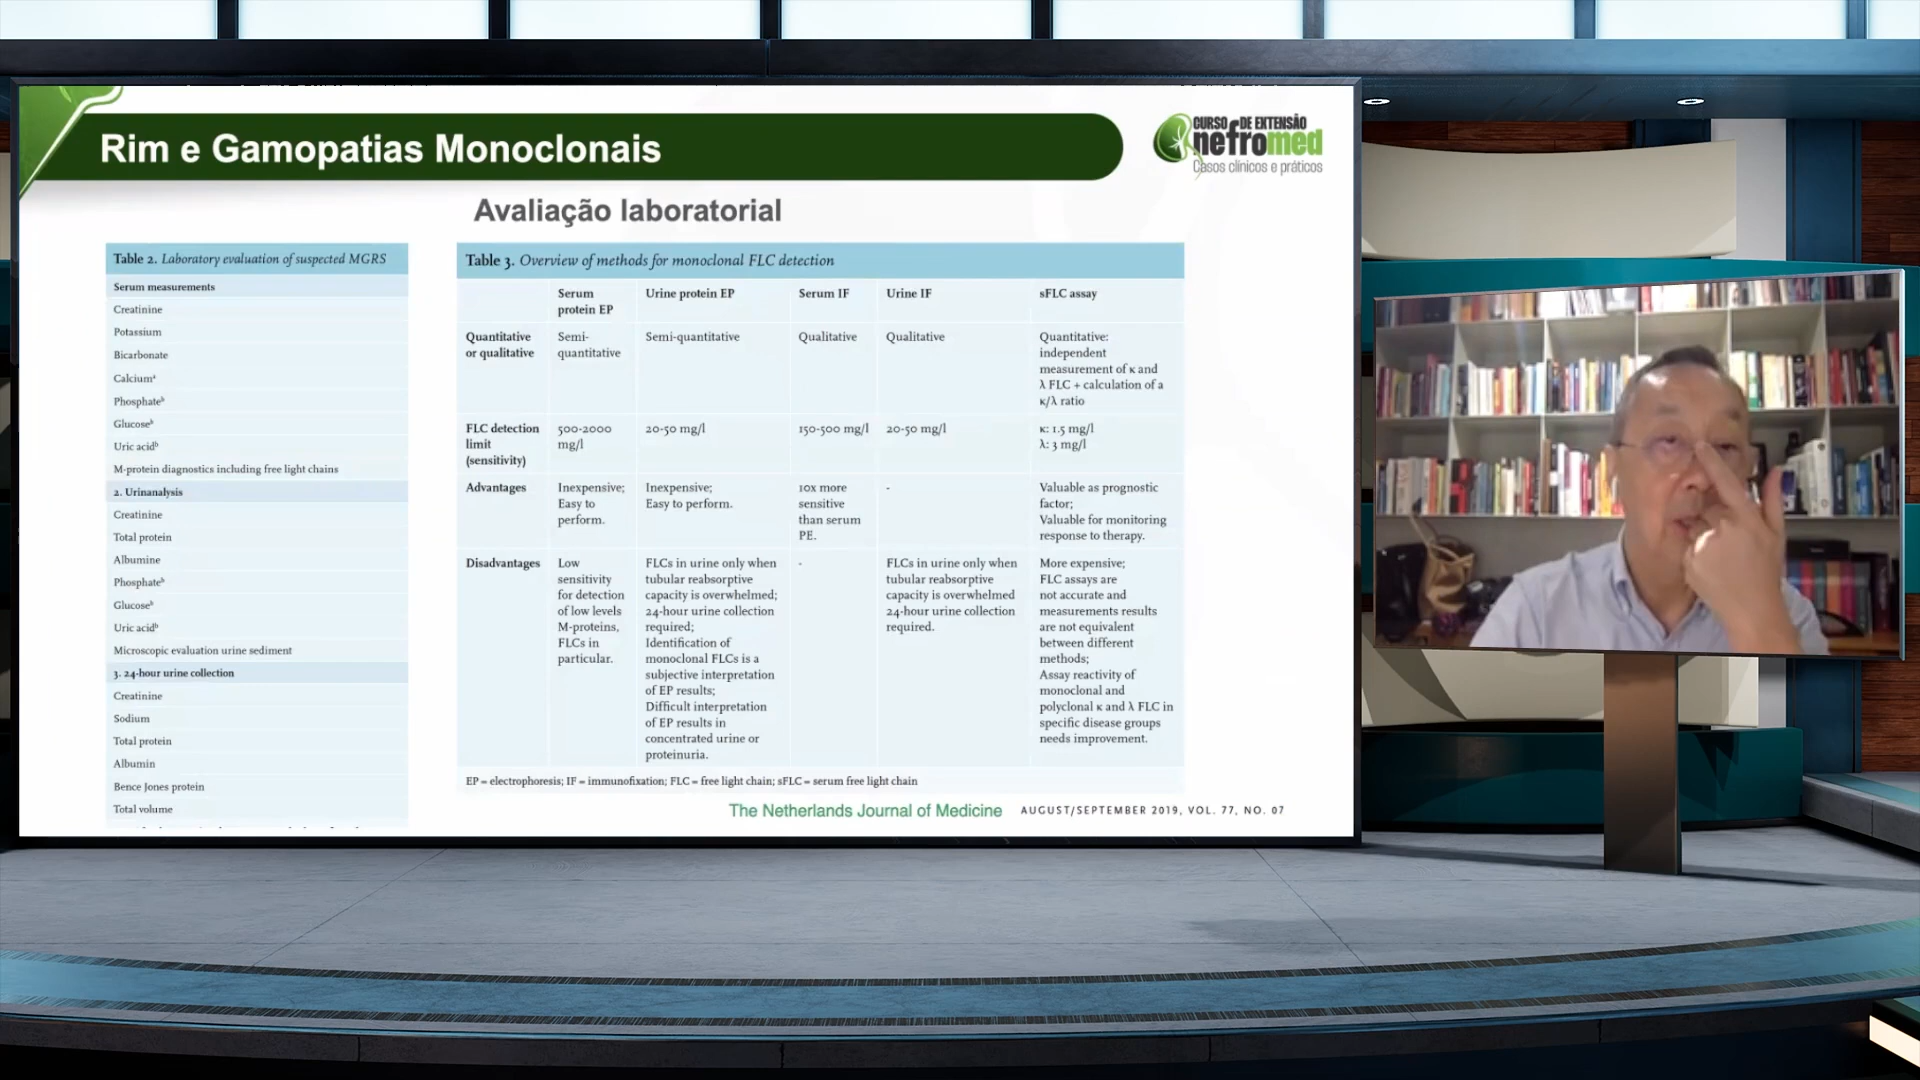 Rim e Gamopatias Monoclonais
CURSO DE EXTENSÃO
nefromed
Casos clínicos e práticos
Avaliação laboratorial
Table 2. Laboratory evaluation of suspected MGRS
Serum measurements
Creatinine
Potassium
Bicarbonate
Calciumᵃ
Phosphateᵇ
Glucoseᵇ
Uric acidᵇ
M-protein diagnostics including free light chains
2. Urinanalysis
Creatinine
Total protein
Albumine
Phosphateᵇ
Glucoseᵇ
Uric acidᵇ
Microscopic evaluation urine sediment
3. 24-hour urine collection
Creatinine
Sodium
Total protein
Albumin
Bence Jones protein
Total volume
Table 3. Overview of methods for monoclonal FLC detection
Serum
protein EP
Urine protein EP
Serum IF
Urine IF
sFLC assay
Quantitative
or qualitative
Semi-
quantitative
Semi-quantitative
Qualitative
Qualitative
Quantitative:
independent
measurement of κ and
λ FLC + calculation of a
κ/λ ratio
FLC detection
limit
(sensitivity)
500-2000
mg/l
20-50 mg/l
150-500 mg/l
20-50 mg/l
κ: 1.5 mg/l
λ: 3 mg/l
Advantages
Inexpensive;
Easy to
perform.
Inexpensive;
Easy to perform.
10x more
sensitive
than serum
PE.
-
Valuable as prognostic
factor;
Valuable for monitoring
response to therapy.
Disadvantages
Low
sensitivity
for detection
of low levels
M-proteins,
FLCs in
particular.
FLCs in urine only when
tubular reabsorptive
capacity is overwhelmed;
24-hour urine collection
required;
Identification of
monoclonal FLCs is a
subjective interpretation
of EP results;
Difficult interpretation
of EP results in
concentrated urine or
proteinuria.
-
FLCs in urine only when
tubular reabsorptive
capacity is overwhelmed
24-hour urine collection
required.
More expensive;
FLC assays are
not accurate and
measurements results
are not equivalent
between different
methods;
Assay reactivity of
monoclonal and
polyclonal κ and λ FLC in
specific disease groups
needs improvement.
EP = electrophoresis; IF = immunofixation; FLC = free light chain; sFLC = serum free light chain
The Netherlands Journal of Medicine
AUGUST/SEPTEMBER 2019, VOL. 77, NO. 07